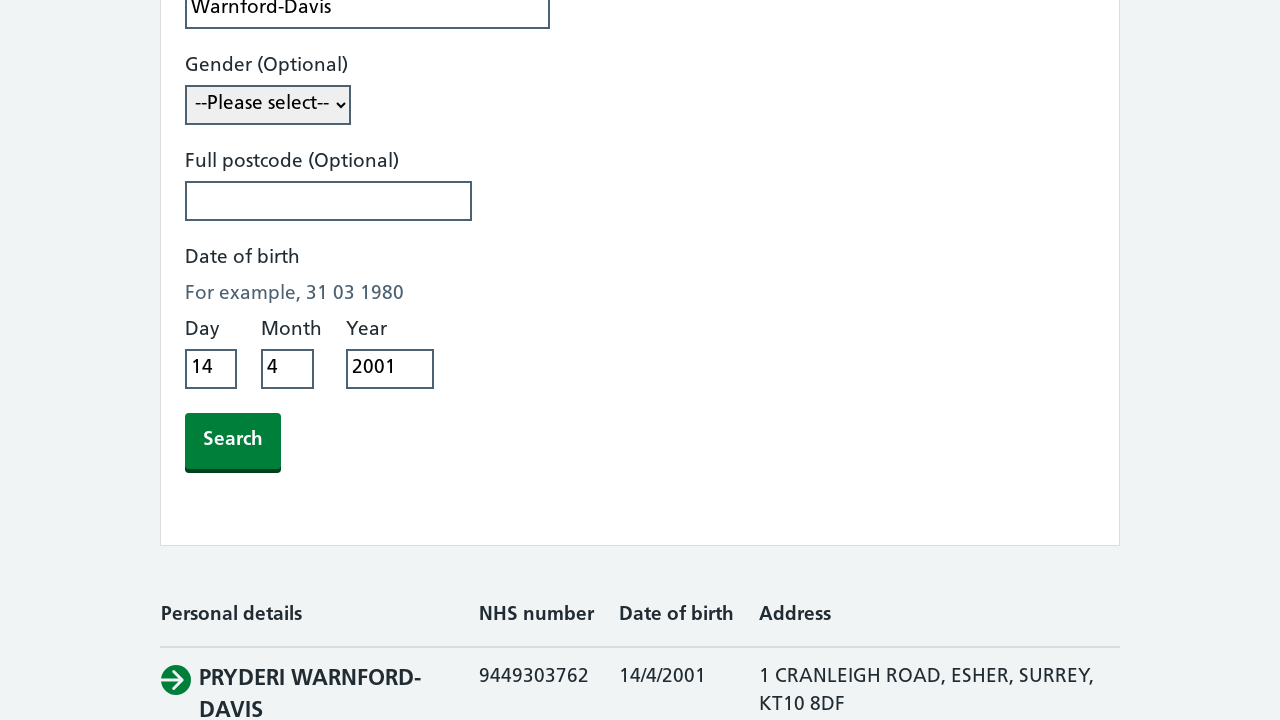 Warnford-Davis
Gender (Optional)
--Please select--
Full postcode (Optional)
Date of birth
For example, 31 03 1980
Day Month Year
14 4 2001
Search
Personal details NHS number Date of birth Address
PRYDERI WARNFORD- 9449303762 14/4/2001 1 CRANLEIGH ROAD, ESHER, SURREY,
DAVIS KT10 8DF